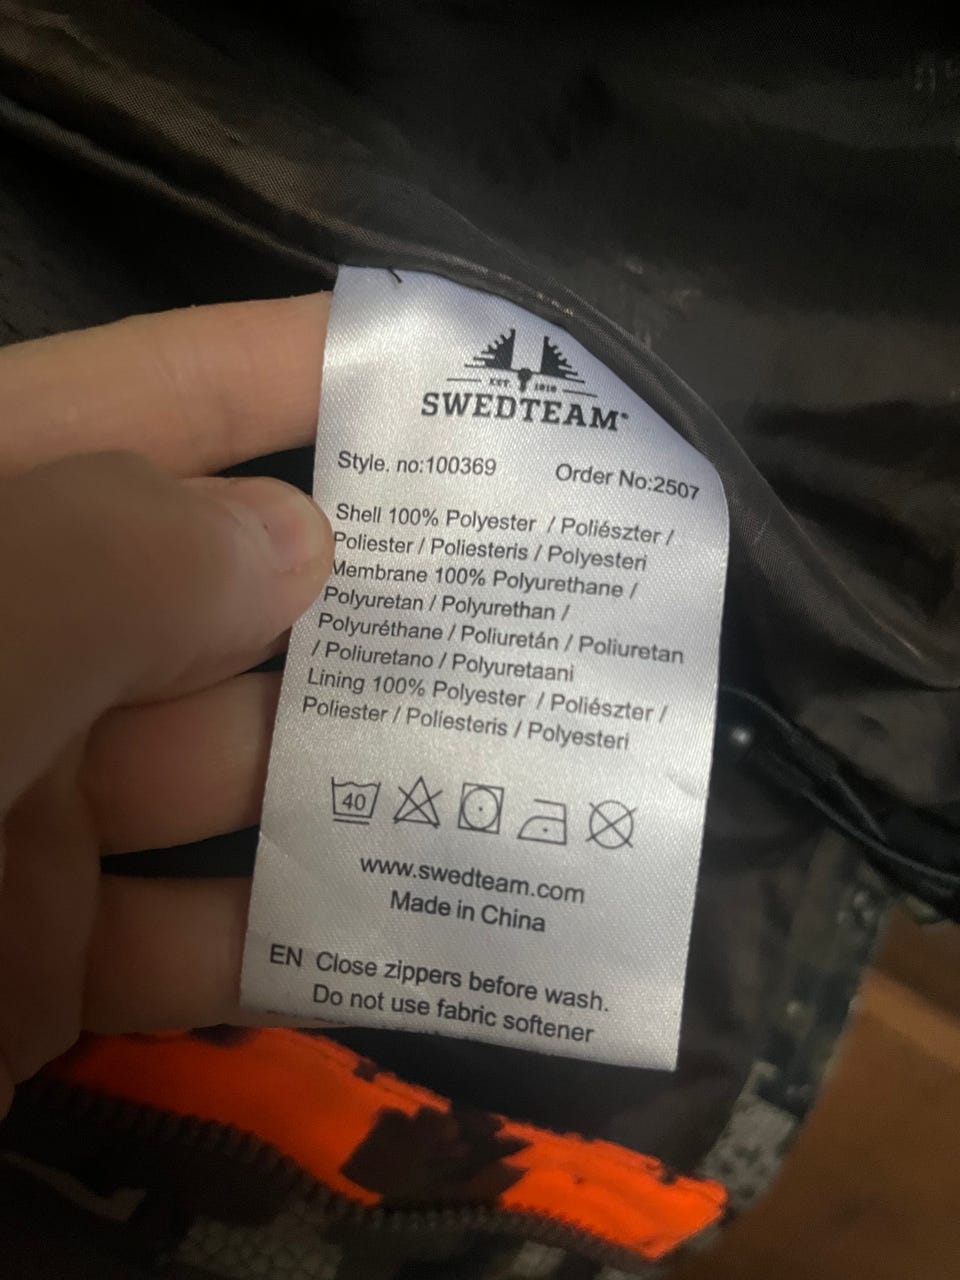 EST. 1919
SWEDTEAM
Style. no:100369 Order No:2507
Shell 100% Polyester / Poliészter /
Poliester / Poliesteris / Polyesteri
Membrane 100% Polyurethane /
Polyuretan / Polyurethan /
Polyuréthane / Poliuretán / Poliuretan
/ Poliuretano / Polyuretaani
Lining 100% Polyester / Poliészter /
Poliester / Poliesteris / Polyesteri
40
www.swedteam.com
Made in China
EN Close zippers before wash.
Do not use fabric softener